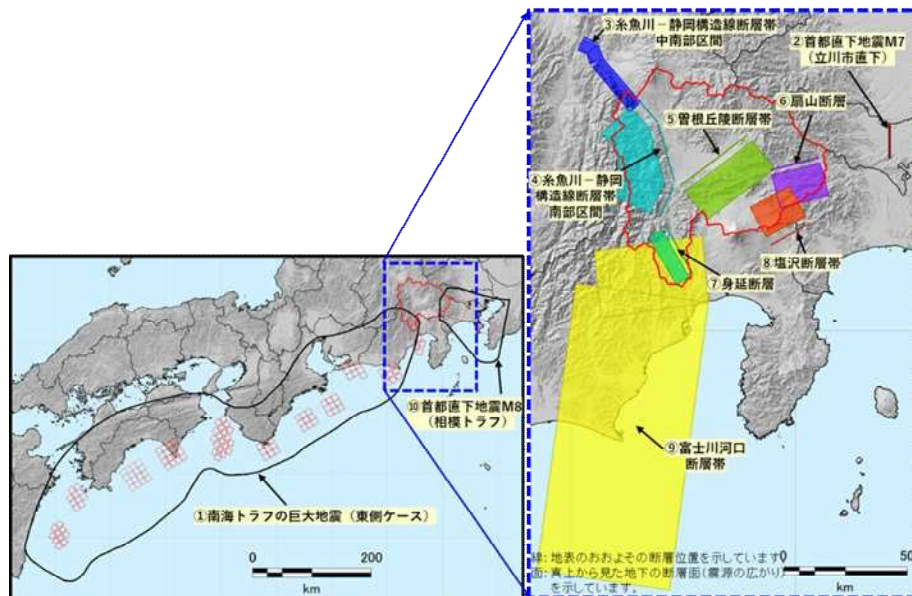 ③糸魚川－静岡構造線断層帯
中南部区間
②首都直下地震M7
(立川市直下)
⑥扇山断層
⑤曽根丘陵断層帯
④糸魚川－静岡
構造線断層帯
南部区間
⑧塩沢断層帯
⑦身延断層
⑩首都直下地震M8
(相模トラフ)
⑨富士川河口
断層帯
①南海トラフの巨大地震（東側ケース）
0 200
km
線: 地表のおおよその断層位置を示しています
面: 真上から見た地下の断層面(震源の広がり)
を示しています。
0 50
km